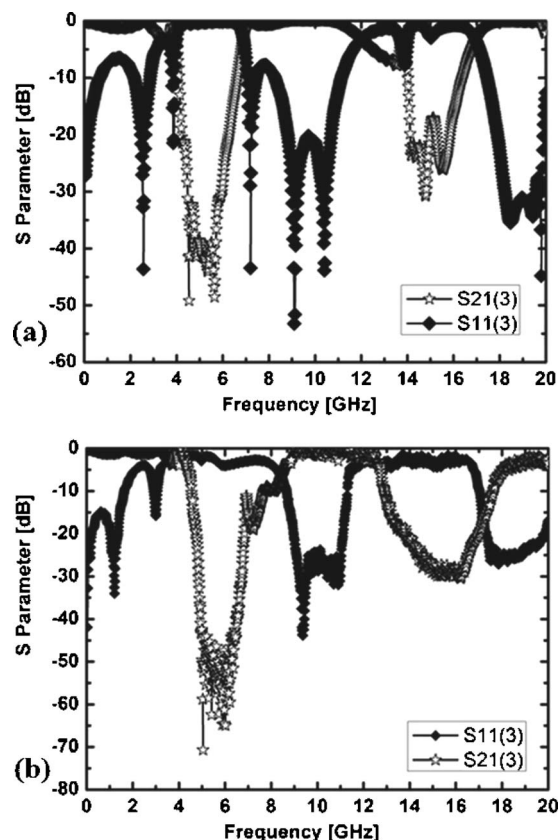 0
-10
-20
-30
-40
-50
-60
S Parameter [dB]
S21(3)
S11(3)
(a)
0 2 4 6 8 10 12 14 16 18 20
Frequency [GHz]
0
-10
-20
-30
-40
-50
-60
-70
-80
S Parameter [dB]
S11(3)
S21(3)
(b)
0 2 4 6 8 10 12 14 16 18 20
Frequency [GHz]